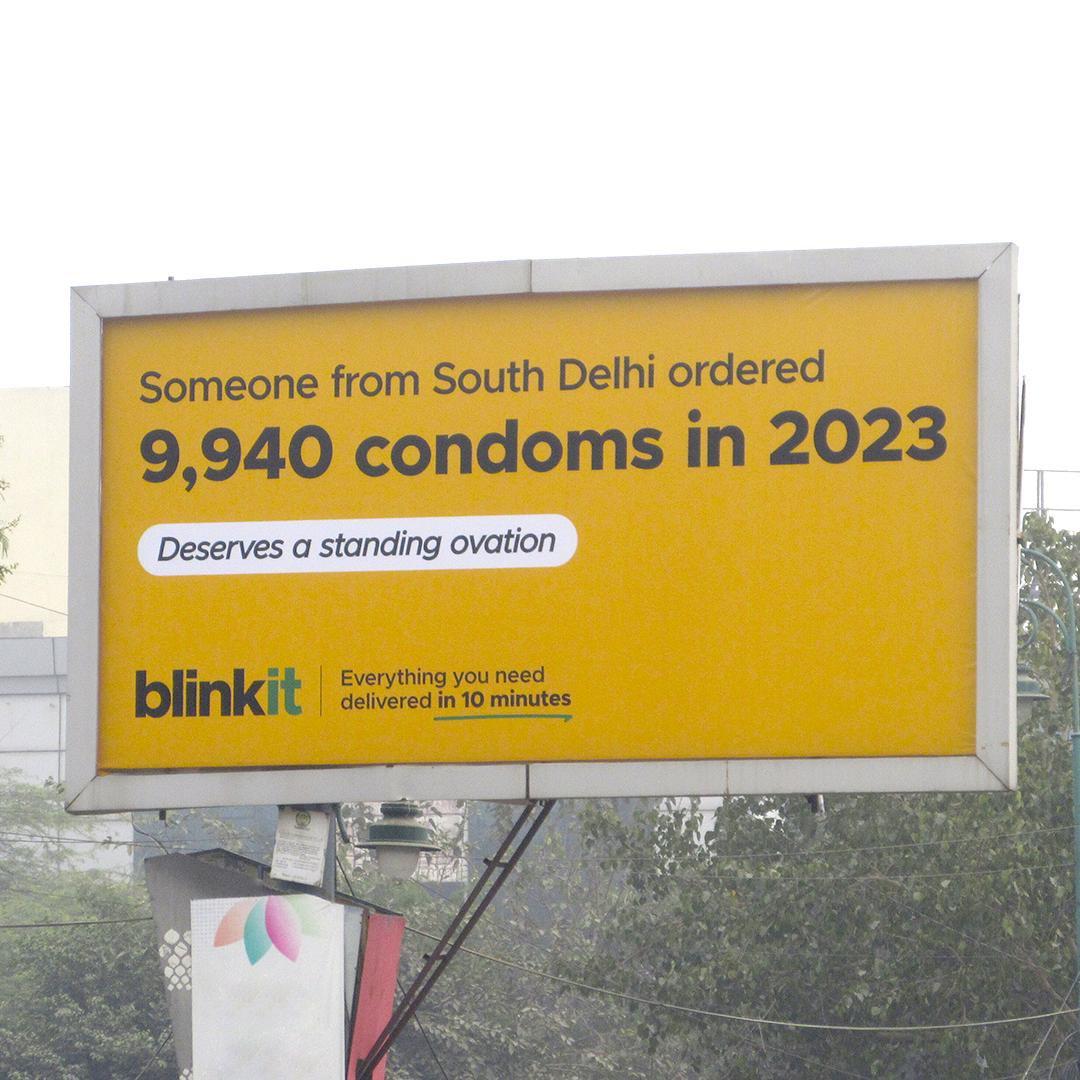 Someone from South Delhi ordered
9,940 condoms in 2023
Deserves a standing ovation
blinkit
Everything you need
delivered in 10 minutes